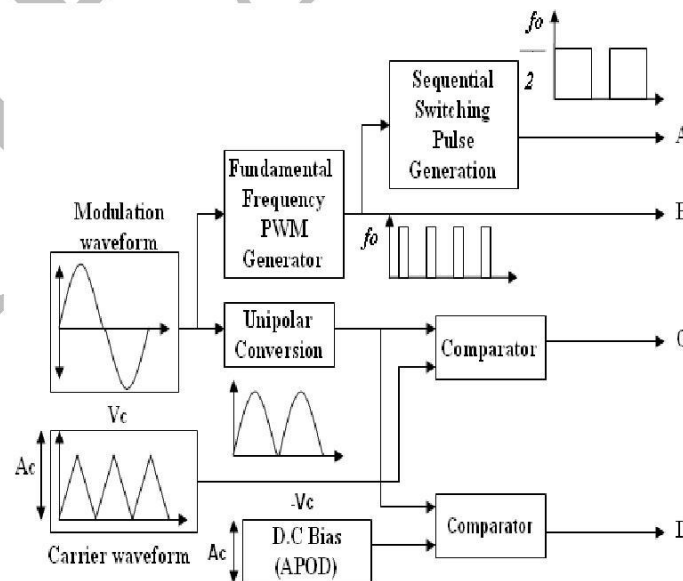 fo
2
Sequential
Switching
Pulse
Generation
A
Fundamental
Frequency
PWM
Generator
B
fo
Modulation
waveform
Unipolar
Conversion
Comparator
Vc
Ac
Carrier waveform
-Vc
D.C Bias
(APOD)
Ac
Comparator